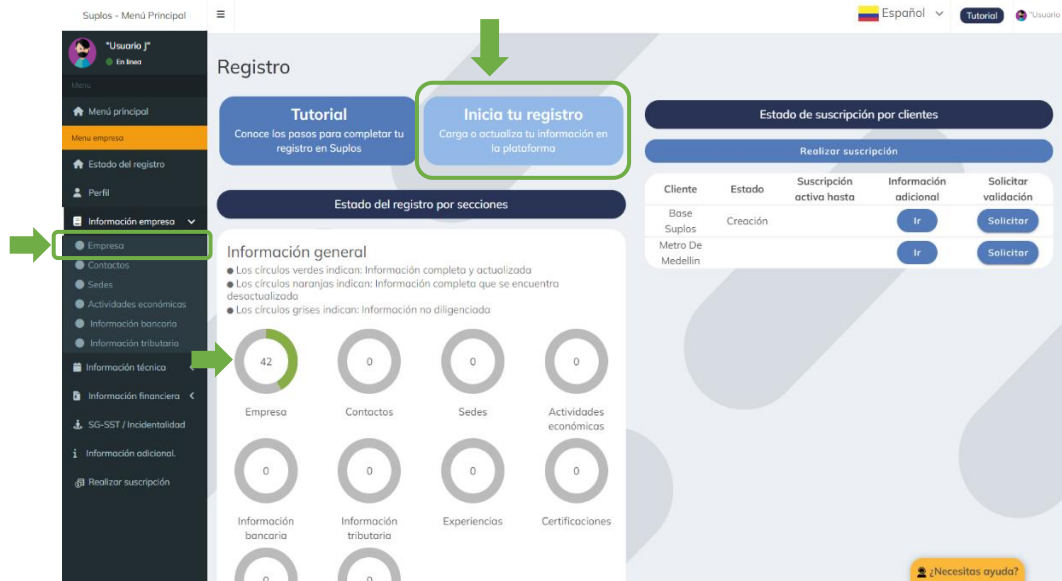 Suplos - Menú Principal
Español
Tutorial
"Usuario
"Usuario J"
En línea
Menu
Menú principal
Menu empresa
Estado del registro
Perfil
Información empresa
Empresa
Contactos
Sedes
Actividades económicas
Información bancaria
Información tributaria
Información técnica
Información financiera
SG-SST / Incidentalidad
Información adicional.
Realizar suscripción
Registro
Tutorial
Conoce los pasos para completar tu
registro en Suplos
Inicia tu registro
Carga o actualiza tu información en
la plataforma
Estado del registro por secciones
Información general
Los círculos verdes indican: Información completa y actualizada
Los círculos naranjas indican: Información completa que se encuentra
desactualizada
Los círculos grises indican: Información no diligenciada
42
0
0
0
Empresa
Contactos
Sedes
Actividades
económicas
0
0
0
0
Información
bancaria
Información
tributaria
Experiencias
Certificaciones
0
0
Estado de suscripción por clientes
Realizar suscripción
Cliente Estado Suscripción activa hasta Información adicional Solicitar validación
Base Suplos Creación Ir Solicitar
Metro De Medellin Ir Solicitar
¿Necesitas ayuda?